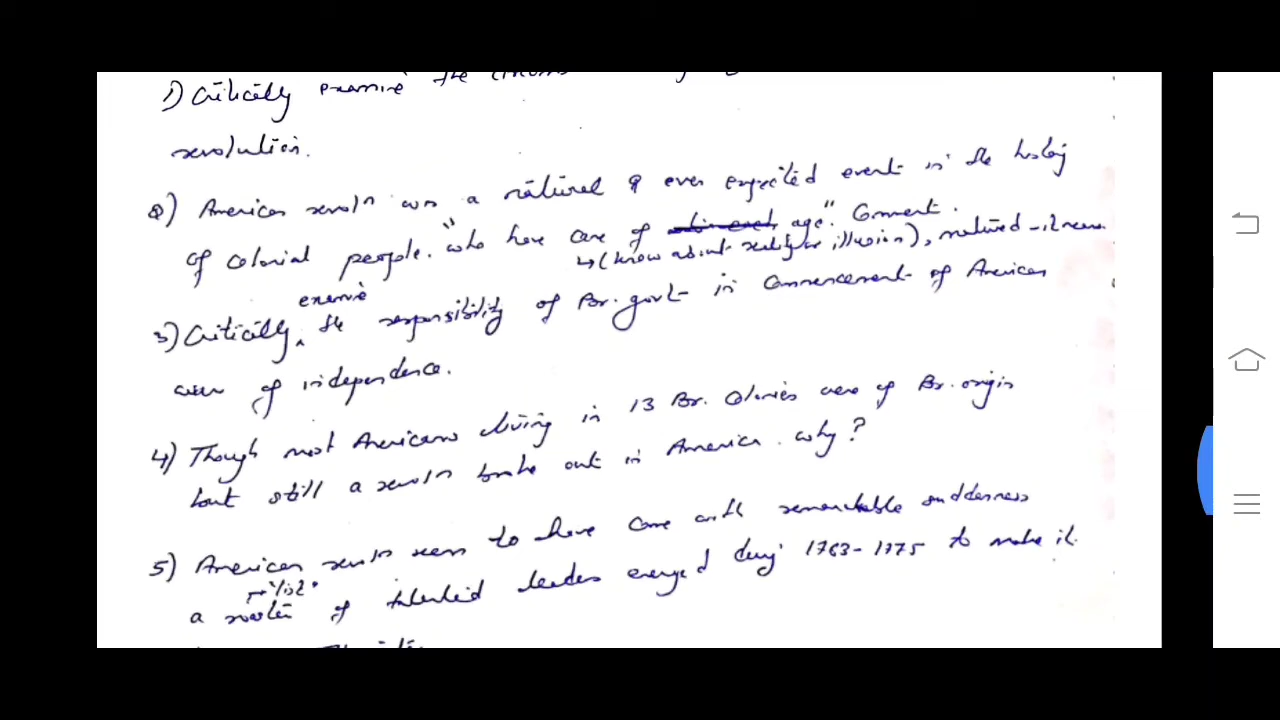 1) Critically examine the
revolution.
2) American revoln was a natural & even expected event in the history
of colonial people. "who have come of age". Comment.
↳ (know about reality or illusion), matured
examine
3) Critically ‸ the responsibility of Br. govt in commencement of American
war of independence.
4) Though most Americans living in 13 Br. Colonies were of Br. origin
but still a revoln broke out in America. why?
5) American revoln seem to have come with remarkable suddenness
a roster of talented leaders emerged during 1763-1775 to make it.
→ "list"